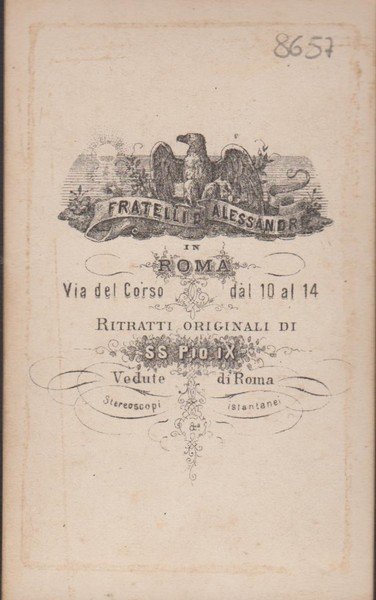 8657
FRATELLI D'ALESSANDRI
IN
ROMA
Via del Corso dal 10 al 14
RITRATTI ORIGINALI DI
SS PIO IX
Vedute di Roma
Stereoscopi istantanei
&c